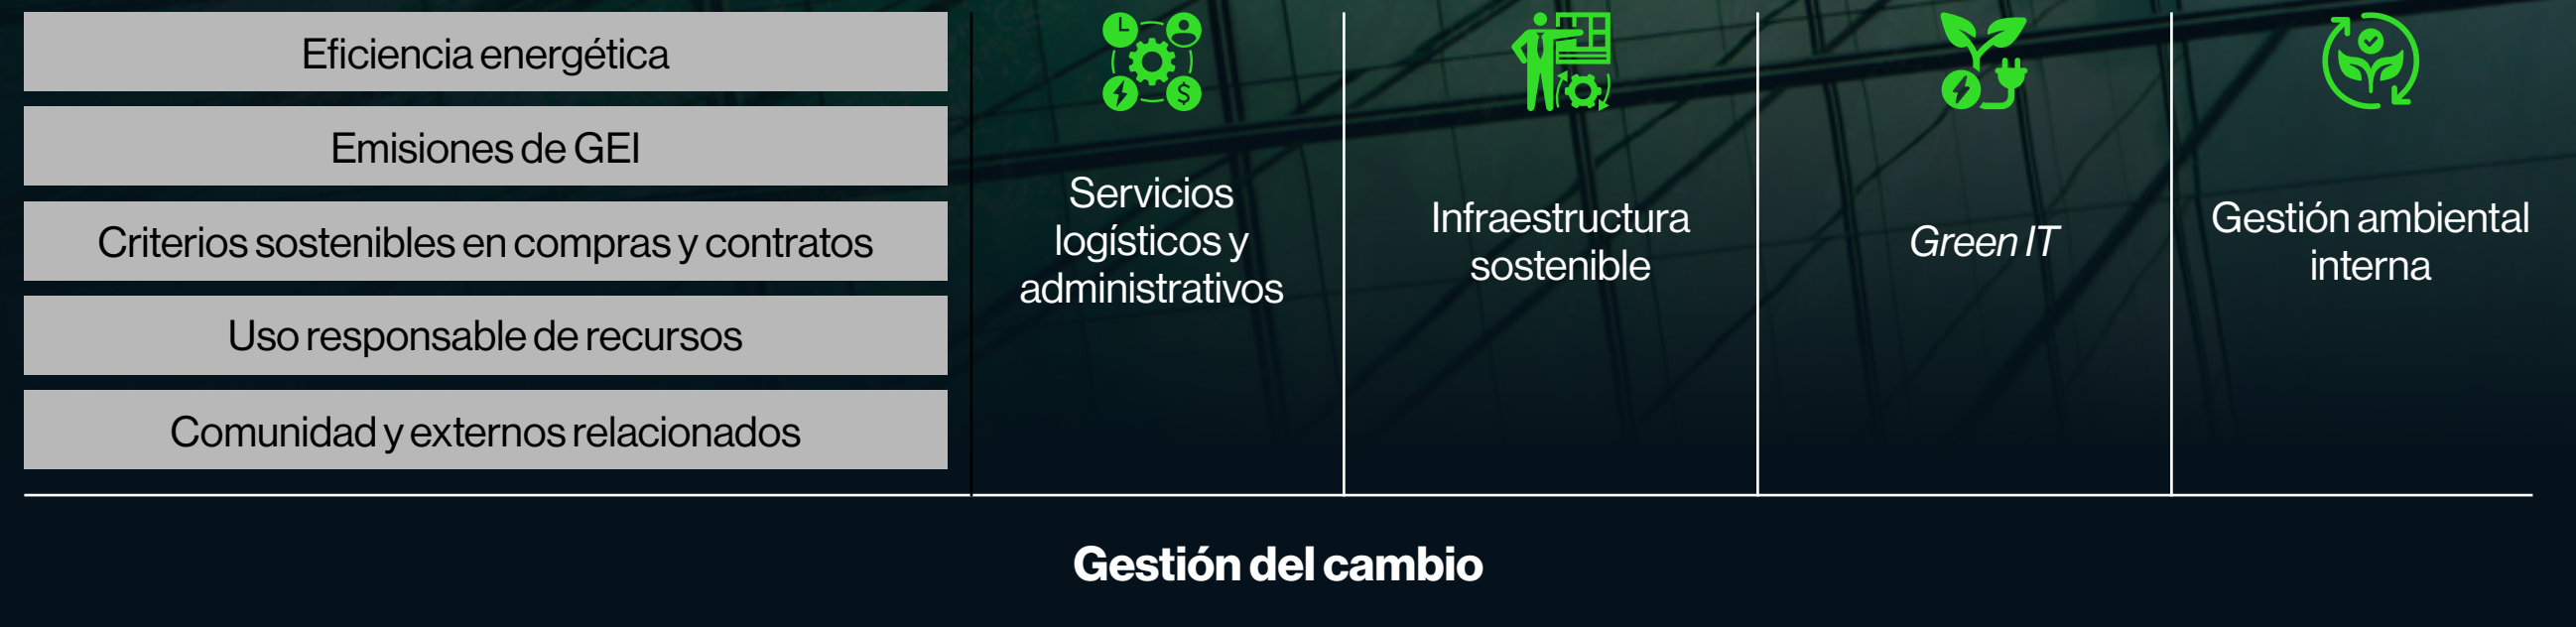 Eficiencia energética
Emisiones de GEI
Criterios sostenibles en compras y contratos
Uso responsable de recursos
Comunidad y externos relacionados
Servicios
logísticos y
administrativos
Infraestructura
sostenible
Green IT
Gestión ambiental
interna
Gestión del cambio